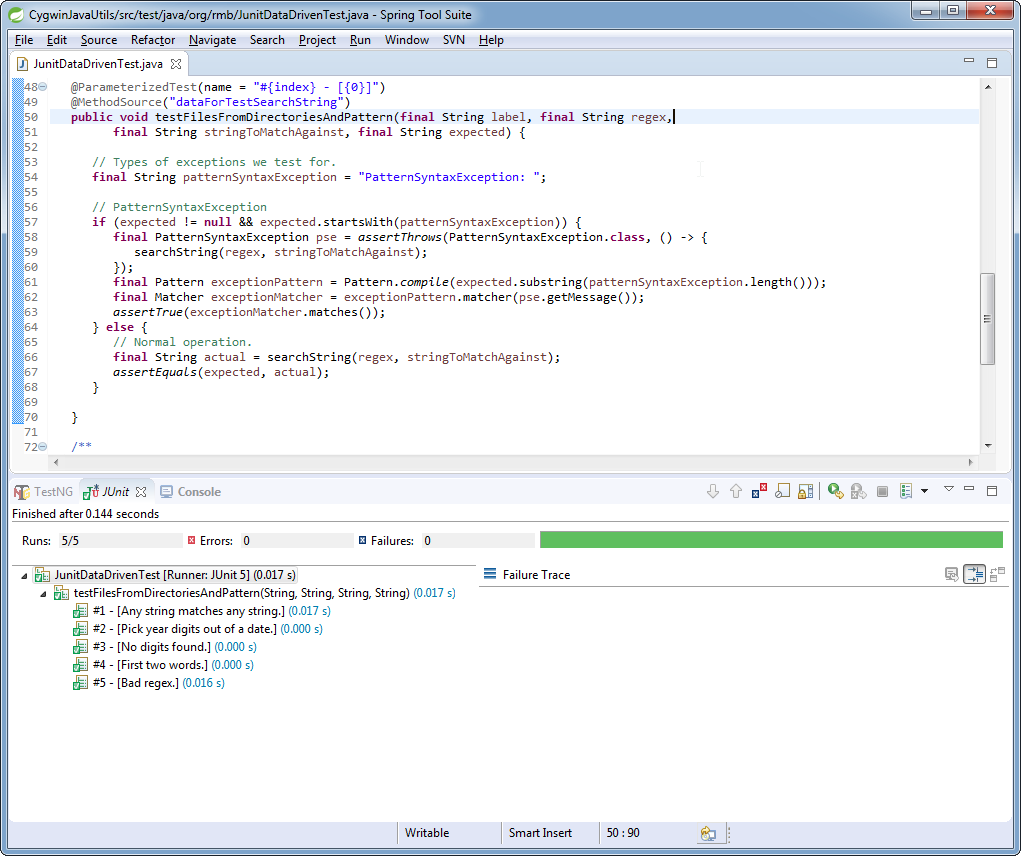 CygwinJavaUtils/src/test/java/org/rmb/JunitDataDrivenTest.java - Spring Tool Suite
File Edit Source Refactor Navigate Search Project Run Window SVN Help
JunitDataDrivenTest.java
48 @ParameterizedTest(name = "#{index} - [{0}]")
49 @MethodSource("dataForTestSearchString")
50 public void testFilesFromDirectoriesAndPattern(final String label, final String regex,
51 final String stringToMatchAgainst, final String expected) {
52
53 // Types of exceptions we test for.
54 final String patternSyntaxException = "PatternSyntaxException: ";
55
56 // PatternSyntaxException
57 if (expected != null && expected.startsWith(patternSyntaxException)) {
58 final PatternSyntaxException pse = assertThrows(PatternSyntaxException.class, () -> {
59 searchString(regex, stringToMatchAgainst);
60 });
61 final Pattern exceptionPattern = Pattern.compile(expected.substring(patternSyntaxException.length()));
62 final Matcher exceptionMatcher = exceptionPattern.matcher(pse.getMessage());
63 assertTrue(exceptionMatcher.matches());
64 } else {
65 // Normal operation.
66 final String actual = searchString(regex, stringToMatchAgainst);
67 assertEquals(expected, actual);
68 }
69
70 }
71
72 /**
TestNG JUnit Console
Finished after 0.144 seconds
Runs: 5/5 Errors: 0 Failures: 0
JunitDataDrivenTest [Runner: JUnit 5] (0.017 s) Failure Trace
testFilesFromDirectoriesAndPattern(String, String, String, String) (0.017 s)
#1 - [Any string matches any string.] (0.017 s)
#2 - [Pick year digits out of a date.] (0.000 s)
#3 - [No digits found.] (0.000 s)
#4 - [First two words.] (0.000 s)
#5 - [Bad regex.] (0.016 s)
Writable Smart Insert 50 : 90